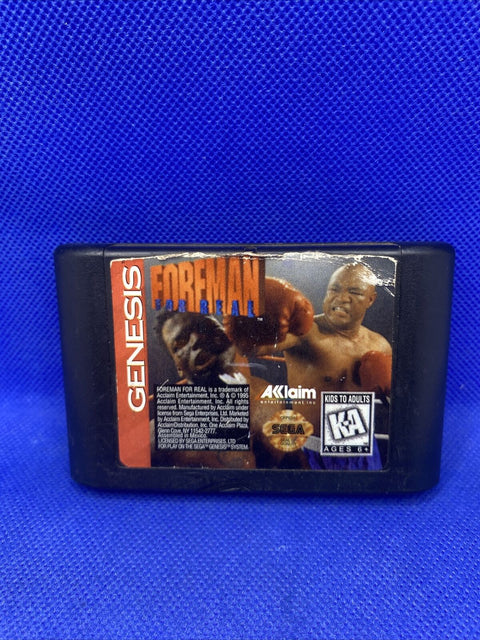 GENESIS
FOREMAN
FOR REAL
FOREMAN FOR REAL is a trademark of
Acclaim Entertainment, Inc. ® & © 1995
Acclaim Entertainment, Inc. All rights
reserved. Manufactured by Acclaim under
license from Sega Enterprises, Ltd. Marketed
by Acclaim Entertainment, Inc. Distributed by
AcclaimDistribution, Inc. One Acclaim Plaza,
Glen Cove, NY 11542-2777.
Assembled in Mexico.
LICENSED BY SEGA ENTERPRISES, LTD.
FOR PLAY ON THE SEGA™ GENESIS™ SYSTEM.
AKKlaim
entertainment, inc.
SEGA
KIDS TO ADULTS
K-A
AGES 6+